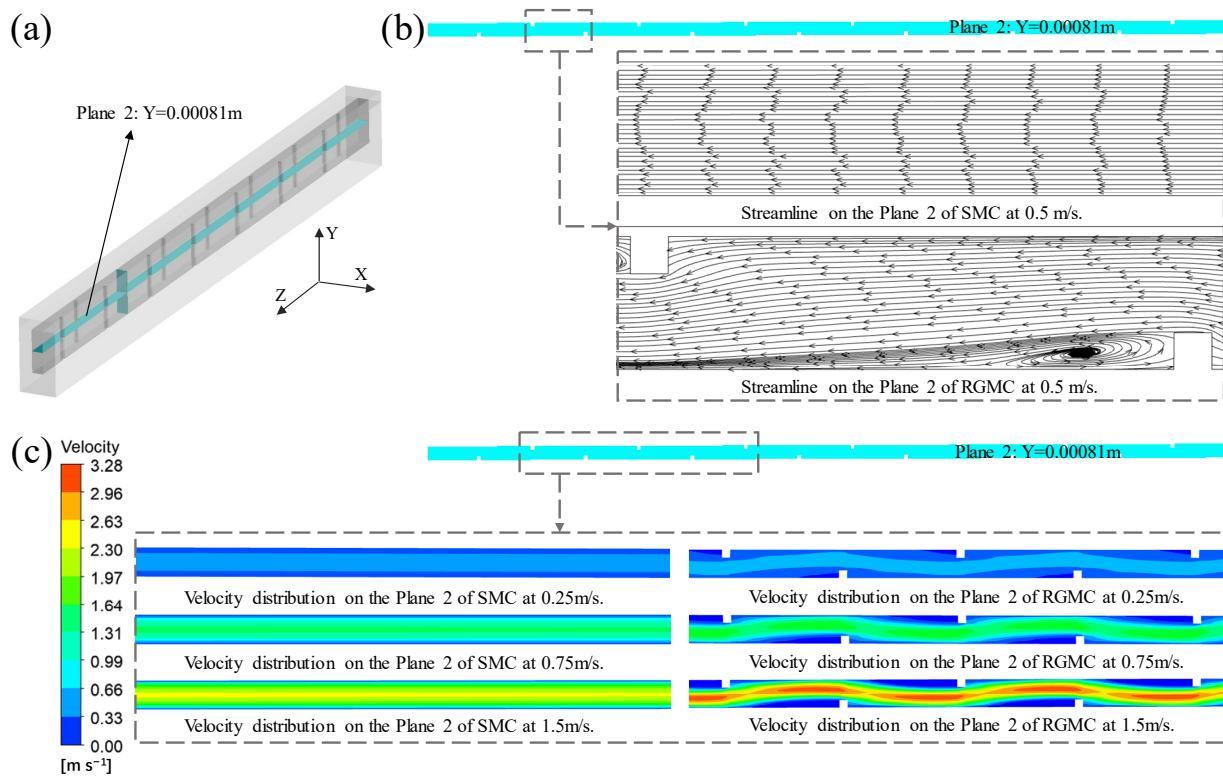 (a)
Plane 2: Y=0.00081m
Y
X
Z
(b)
Plane 2: Y=0.00081m
Streamline on the Plane 2 of SMC at 0.5 m/s.
Streamline on the Plane 2 of RGMC at 0.5 m/s.
(c)
Plane 2: Y=0.00081m
Velocity
3.28
2.96
2.63
2.30
1.97
1.64
1.31
0.99
0.66
0.33
0.00
[m s⁻¹]
Velocity distribution on the Plane 2 of SMC at 0.25m/s.
Velocity distribution on the Plane 2 of RGMC at 0.25m/s.
Velocity distribution on the Plane 2 of SMC at 0.75m/s.
Velocity distribution on the Plane 2 of RGMC at 0.75m/s.
Velocity distribution on the Plane 2 of SMC at 1.5m/s.
Velocity distribution on the Plane 2 of RGMC at 1.5m/s.